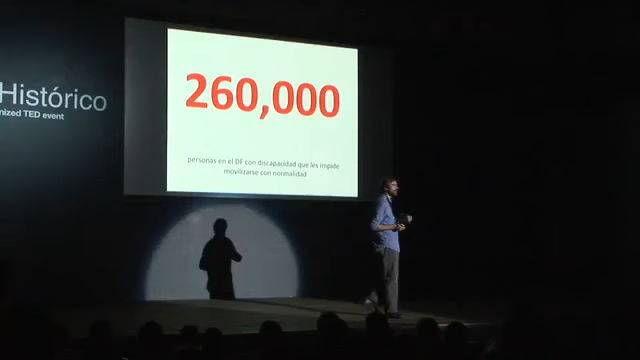 Histórico
nized TED event
260,000
personas en el DF con discapacidad que les impide
movilizarse con normalidad